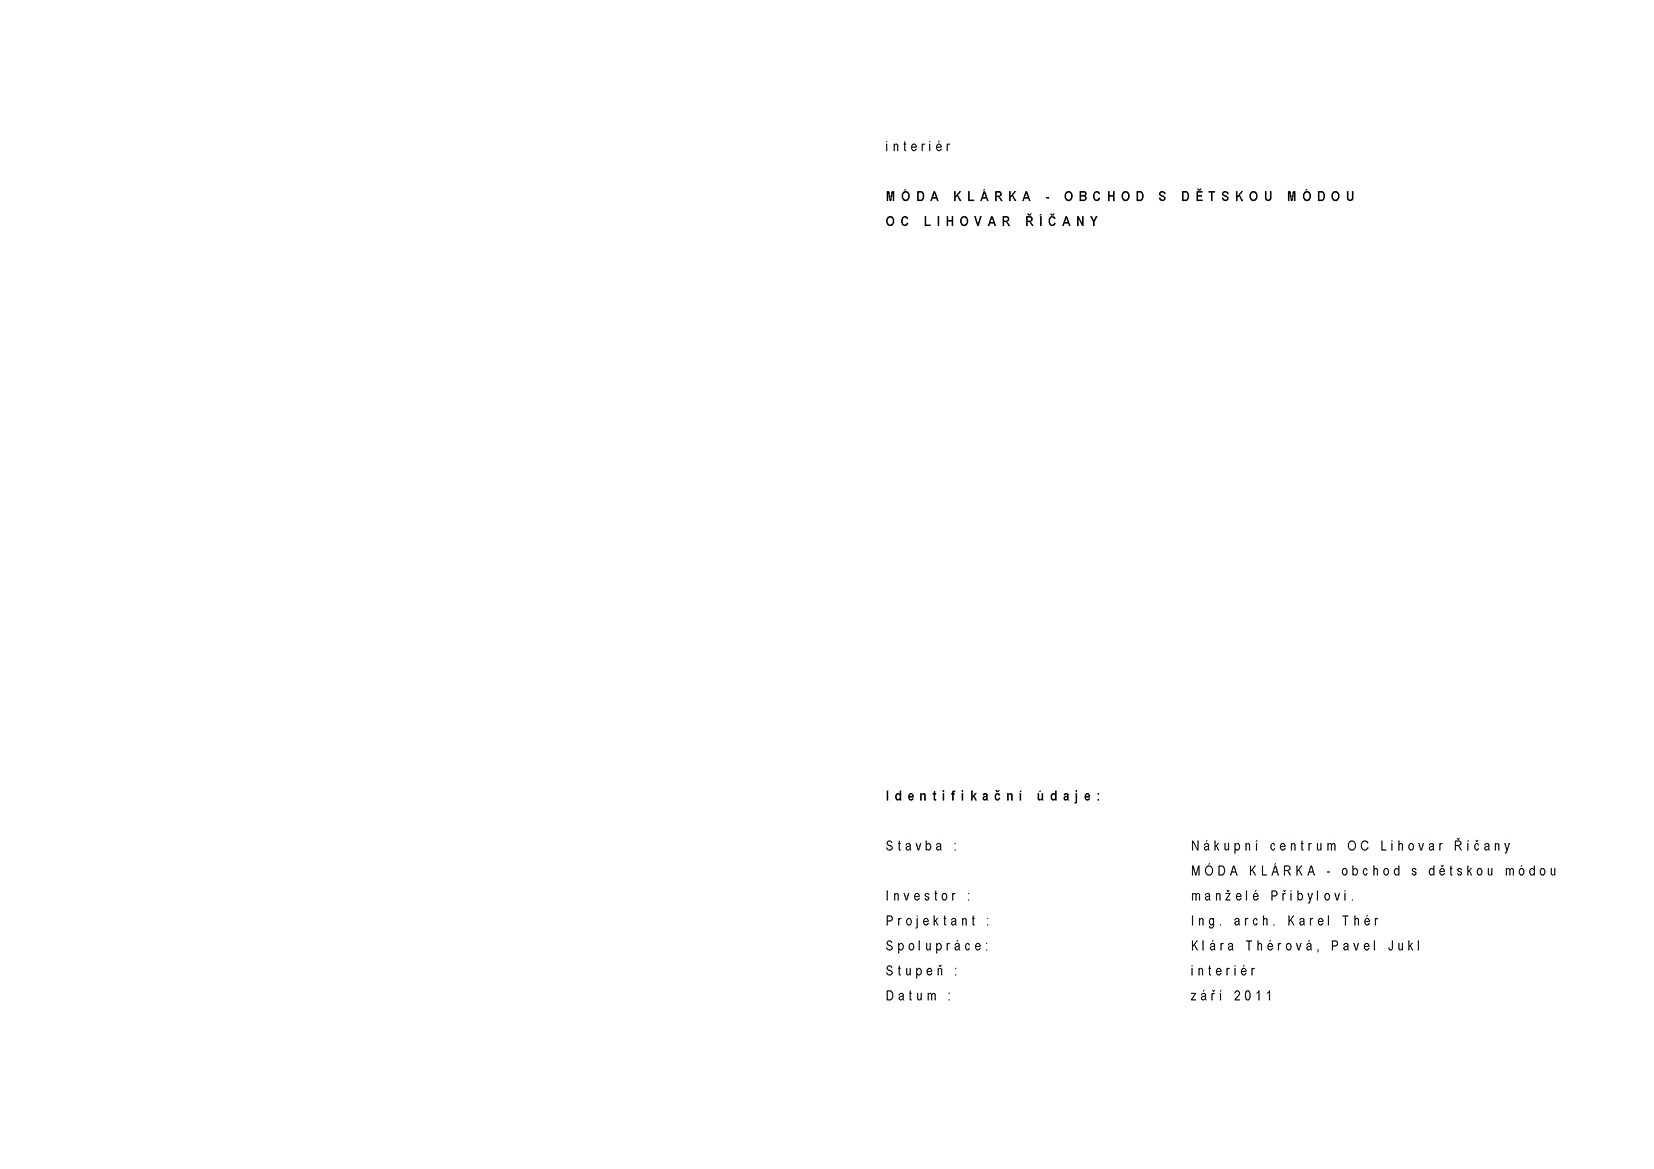 interiér
MÓDA KLÁRKA - OBCHOD S DĚTSKOU MÓDOU
OC LIHOVAR ŘÍČANY
Identifikační údaje:
Stavba : Nákupní centrum OC Lihovar Říčany
MÓDA KLÁRKA - obchod s dětskou módou
Investor : manželé Přibylovi.
Projektant : Ing. arch. Karel Thér
Spolupráce: Klára Thérová, Pavel Jukl
Stupeň : interiér
Datum : září 2011